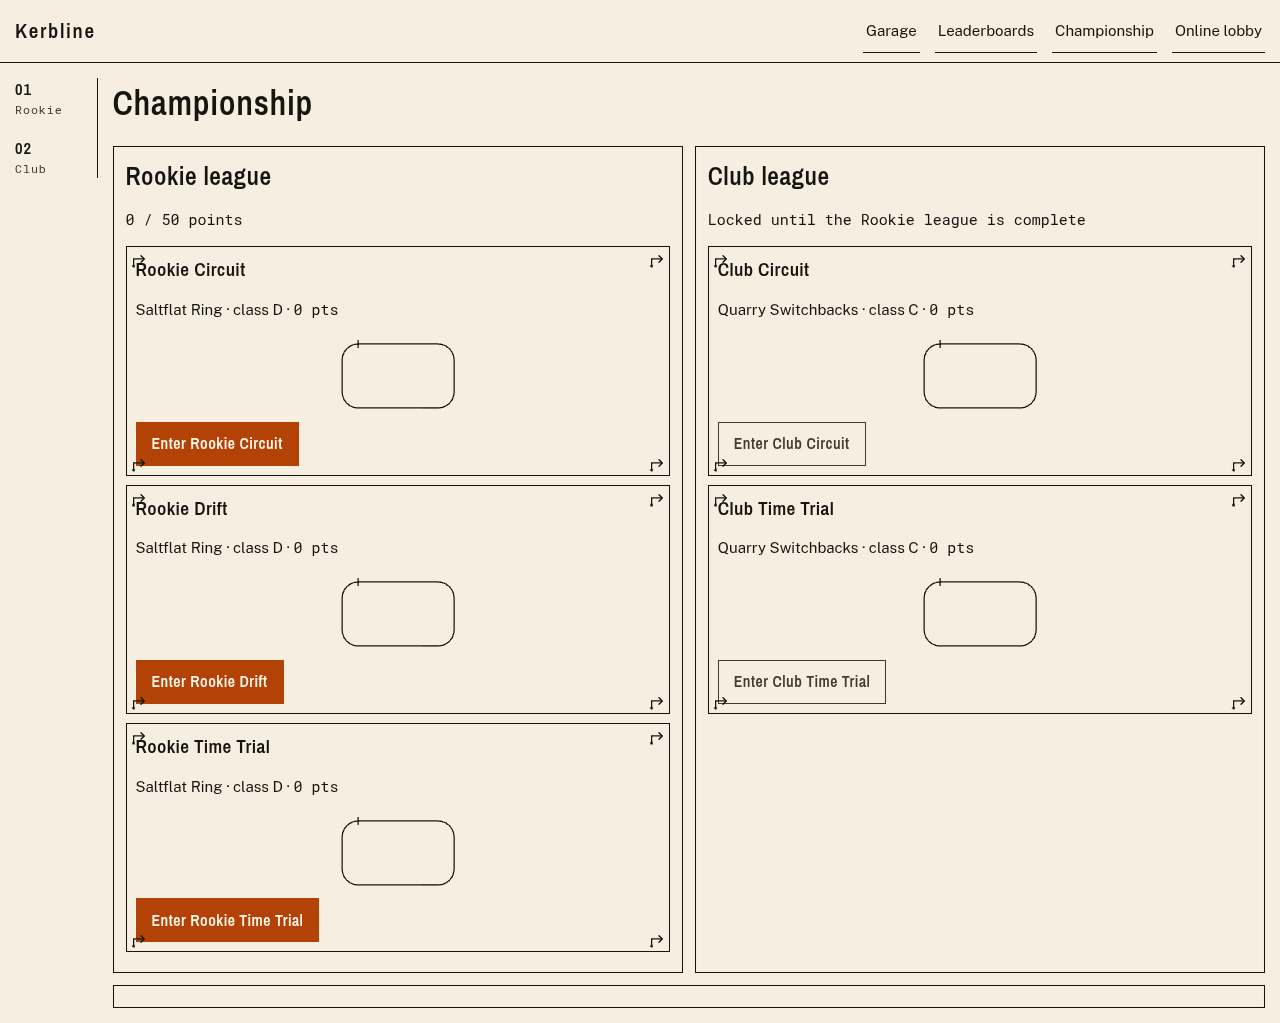 Kerbline
Garage
Leaderboards
Championship
Online lobby
01
Rookie
02
Club
Championship
Rookie league
0 / 50 points
Rookie Circuit
Saltflat Ring · class D · 0 pts
Enter Rookie Circuit
Rookie Drift
Saltflat Ring · class D · 0 pts
Enter Rookie Drift
Rookie Time Trial
Saltflat Ring · class D · 0 pts
Enter Rookie Time Trial
Club league
Locked until the Rookie league is complete
Club Circuit
Quarry Switchbacks · class C · 0 pts
Enter Club Circuit
Club Time Trial
Quarry Switchbacks · class C · 0 pts
Enter Club Time Trial